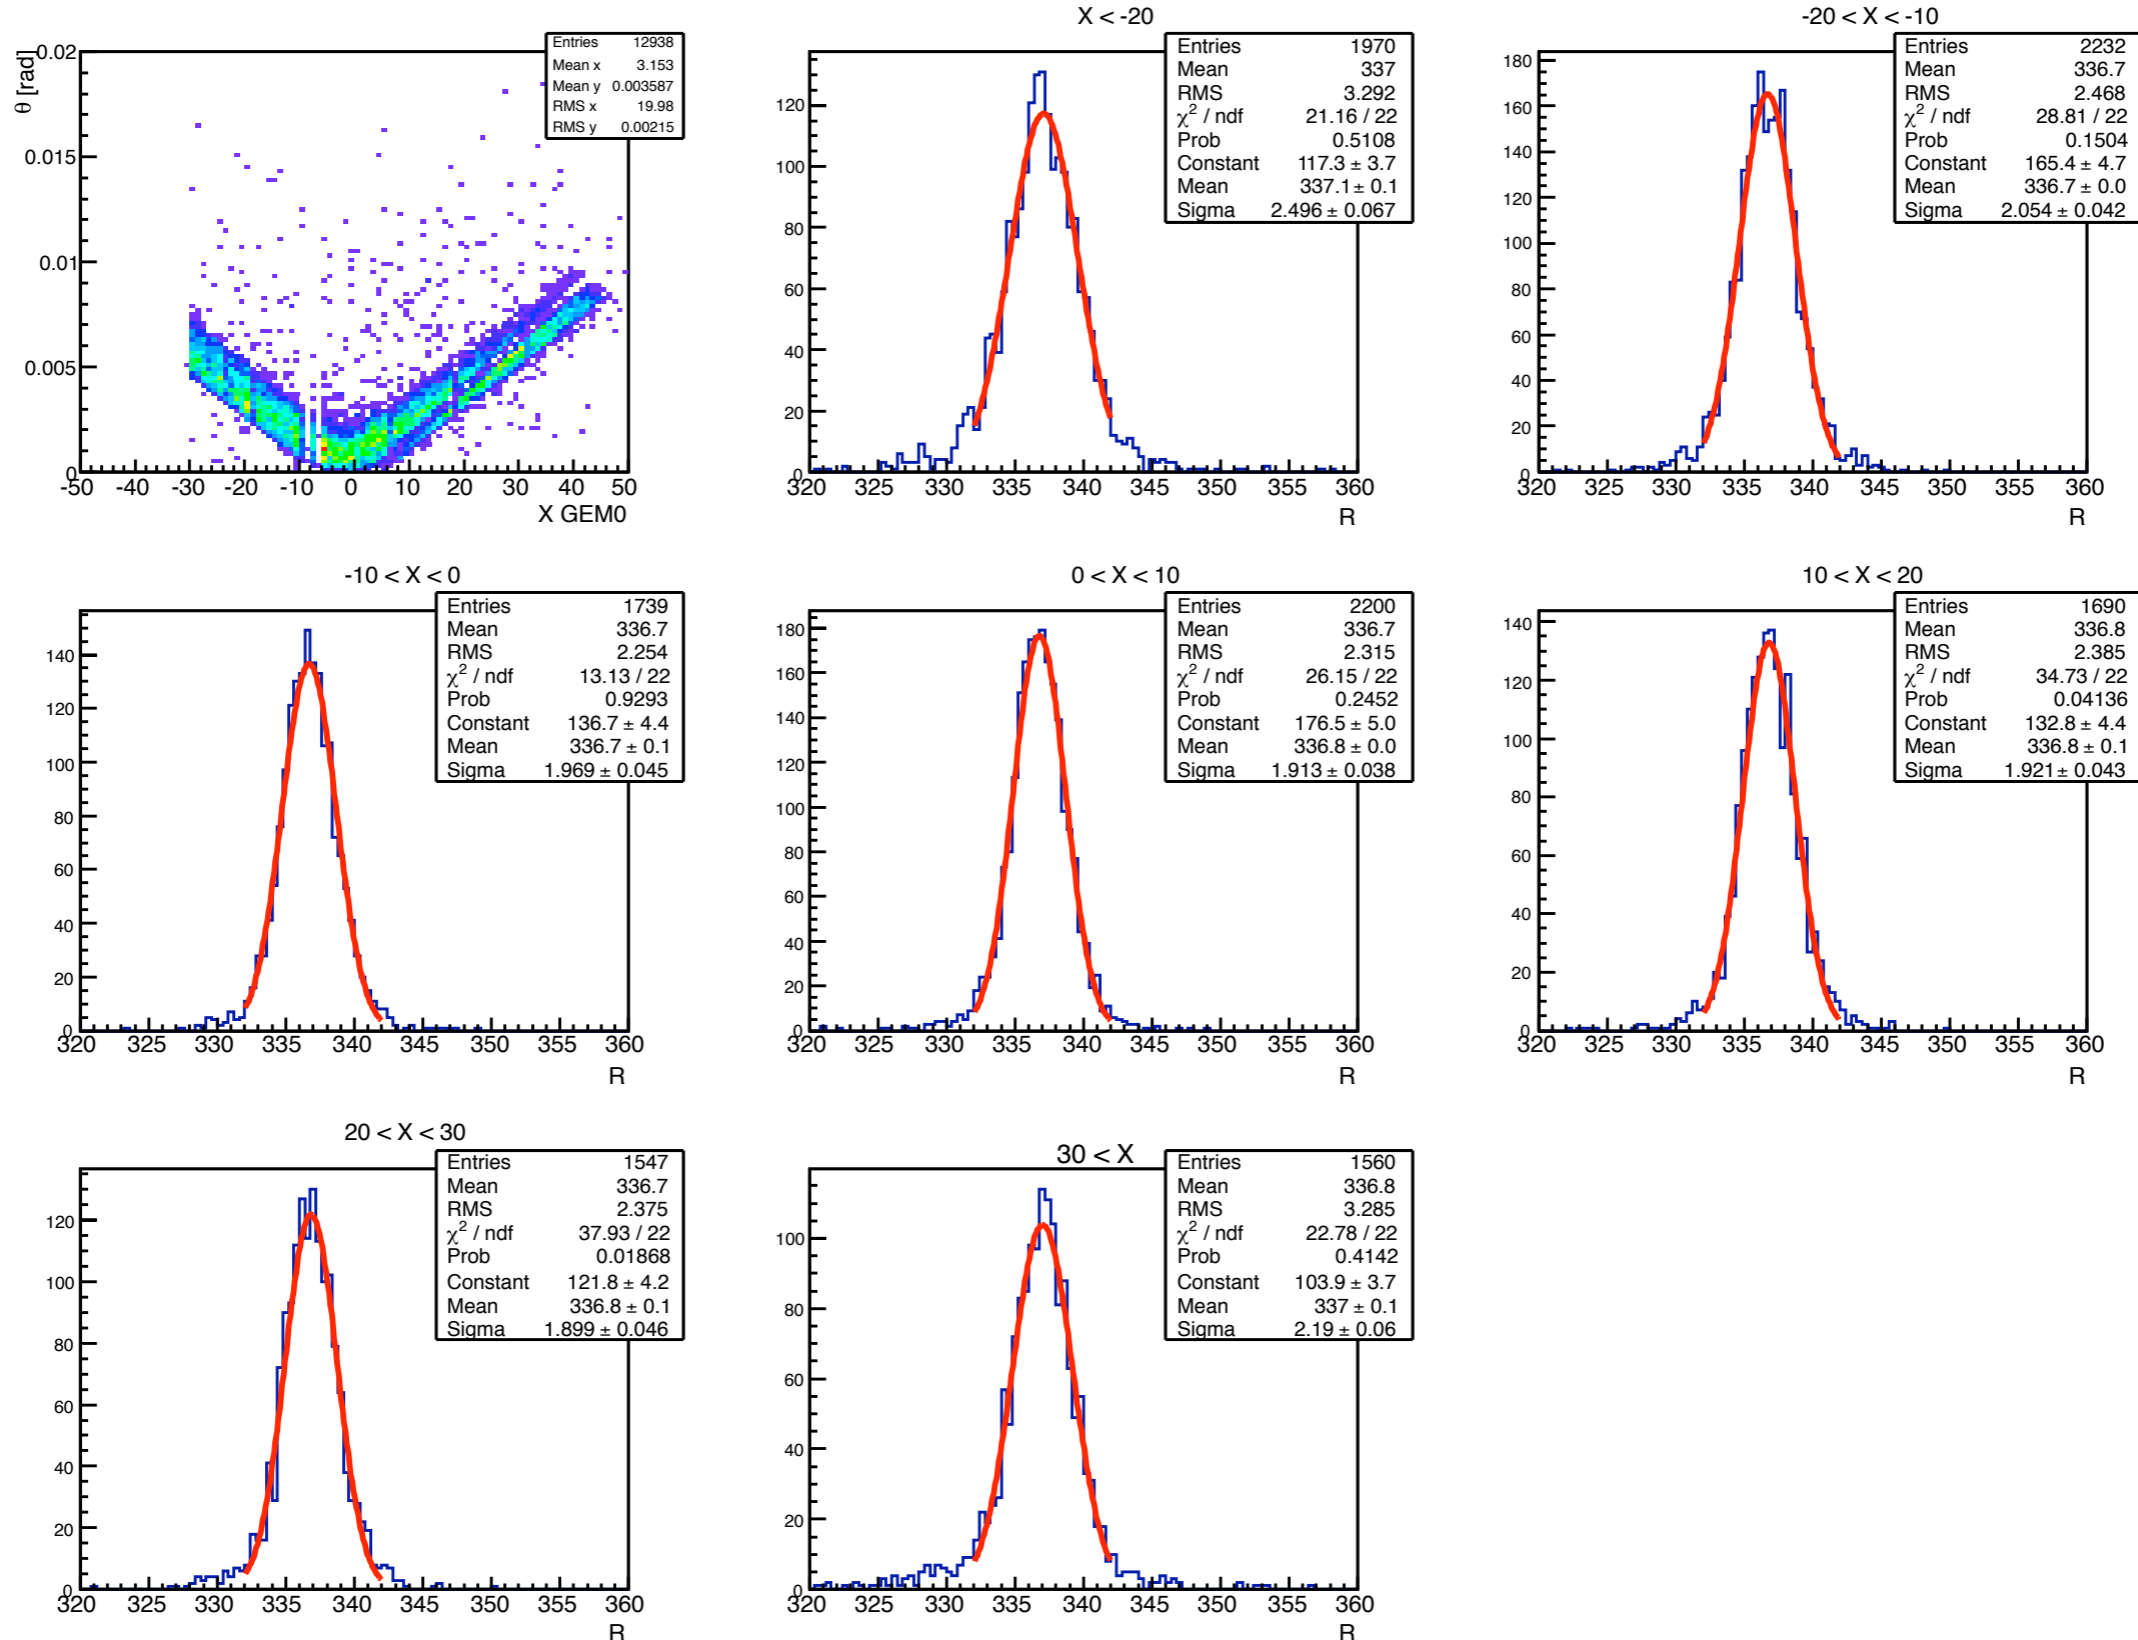 θ [rad]
0.02
0.015
0.01
0.005
0
-50 -40 -30 -20 -10 0 10 20 30 40 50
X GEM0
Entries 12938
Mean x 3.153
Mean y 0.003587
RMS x 19.98
RMS y 0.00215
X < -20
120
100
80
60
40
20
0
320 325 330 335 340 345 350 355 360
R
Entries 1970
Mean 337
RMS 3.292
χ² / ndf 21.16 / 22
Prob 0.5108
Constant 117.3 ± 3.7
Mean 337.1 ± 0.1
Sigma 2.496 ± 0.067
-20 < X < -10
180
160
140
120
100
80
60
40
20
0
320 325 330 335 340 345 350 355 360
R
Entries 2232
Mean 336.7
RMS 2.468
χ² / ndf 28.81 / 22
Prob 0.1504
Constant 165.4 ± 4.7
Mean 336.7 ± 0.0
Sigma 2.054 ± 0.042
-10 < X < 0
140
120
100
80
60
40
20
0
320 325 330 335 340 345 350 355 360
R
Entries 1739
Mean 336.7
RMS 2.254
χ² / ndf 13.13 / 22
Prob 0.9293
Constant 136.7 ± 4.4
Mean 336.7 ± 0.1
Sigma 1.969 ± 0.045
0 < X < 10
180
160
140
120
100
80
60
40
20
0
320 325 330 335 340 345 350 355 360
R
Entries 2200
Mean 336.7
RMS 2.315
χ² / ndf 26.15 / 22
Prob 0.2452
Constant 176.5 ± 5.0
Mean 336.8 ± 0.0
Sigma 1.913 ± 0.038
10 < X < 20
140
120
100
80
60
40
20
0
320 325 330 335 340 345 350 355 360
R
Entries 1690
Mean 336.8
RMS 2.385
χ² / ndf 34.73 / 22
Prob 0.04136
Constant 132.8 ± 4.4
Mean 336.8 ± 0.1
Sigma 1.921 ± 0.043
20 < X < 30
120
100
80
60
40
20
0
320 325 330 335 340 345 350 355 360
R
Entries 1547
Mean 336.7
RMS 2.375
χ² / ndf 37.93 / 22
Prob 0.01868
Constant 121.8 ± 4.2
Mean 336.8 ± 0.1
Sigma 1.899 ± 0.046
30 < X
100
80
60
40
20
0
320 325 330 335 340 345 350 355 360
R
Entries 1560
Mean 336.8
RMS 3.285
χ² / ndf 22.78 / 22
Prob 0.4142
Constant 103.9 ± 3.7
Mean 337 ± 0.1
Sigma 2.19 ± 0.06